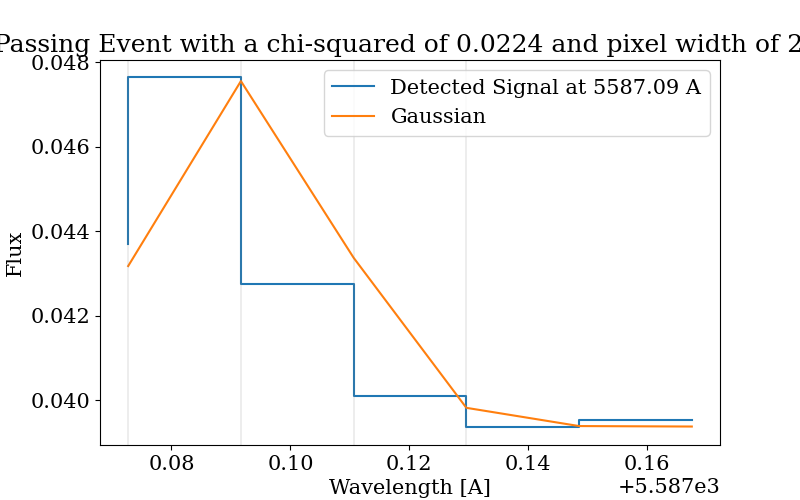 Passing Event with a chi-squared of 0.0224 and pixel width of 2
Detected Signal at 5587.09 A
Gaussian
Flux
0.048
0.046
0.044
0.042
0.040
0.08 0.10 0.12 0.14 0.16
Wavelength [A]
+5.587e3